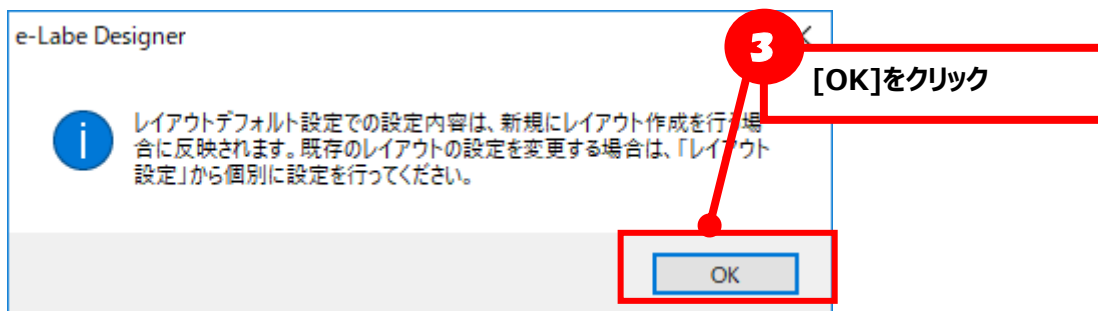 e-Labe Designer
3
[OK]をクリック
レイアウトデフォルト設定での設定内容は、新規にレイアウト作成を行う場
合に反映されます。既存のレイアウトの設定を変更する場合は、「レイアウト
設定」から個別に設定を行ってください。
OK